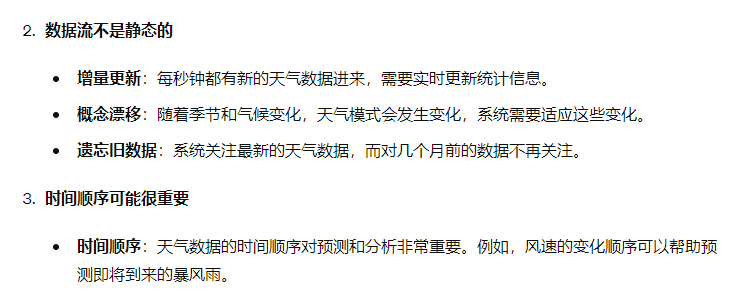 2. 数据流不是静态的
• 增量更新：每秒钟都有新的天气数据进来，需要实时更新统计信息。
• 概念漂移：随着季节和气候变化，天气模式会发生变化，系统需要适应这些变化。
• 遗忘旧数据：系统关注最新的天气数据，而对几个月前的数据不再关注。
3. 时间顺序可能很重要
• 时间顺序：天气数据的时间顺序对预测和分析非常重要。例如，风速的变化顺序可以帮助预
测即将到来的暴风雨。